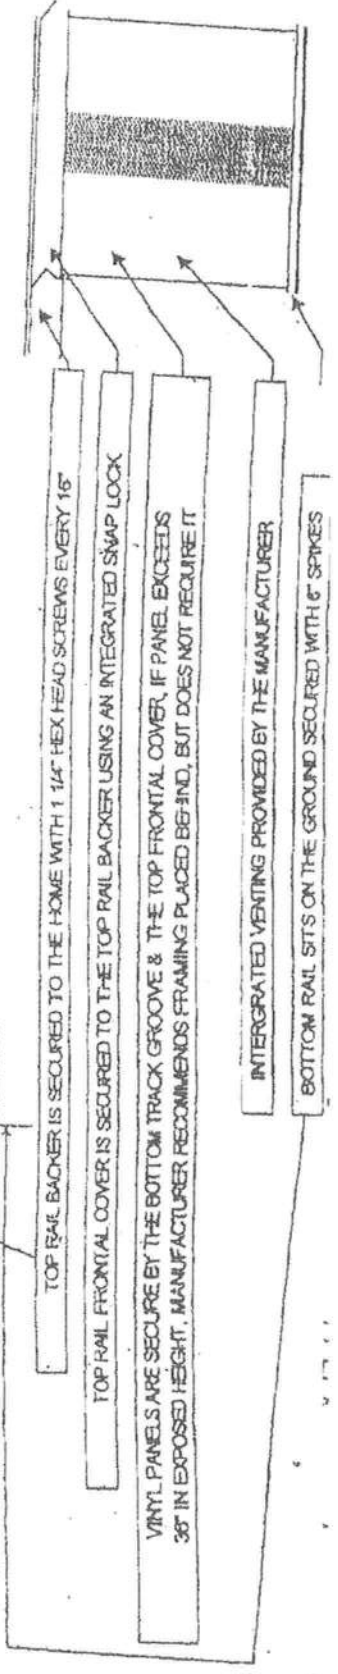 TOP RAIL BACKER IS SECURED TO THE HOME WITH 1 1/4" HEX HEAD SCREWS EVERY 16"
TOP RAIL FRONTAL COVER IS SECURED TO THE TOP RAIL BACKER USING AN INTEGRATED SNAP LOCK
VINYL PANELS ARE SECURE BY THE BOTTOM TRACK GROOVE & THE TOP FRONTAL COVER, IF PANEL EXCEEDS
36" IN EXPOSED HEIGHT, MANUFACTURER RECOMMENDS FRAMING PLACED BEHIND, BUT DOES NOT REQUIRE IT
INTERGRATED VENTING PROVIDED BY THE MANUFACTURER
BOTTOM RAIL SITS ON THE GROUND SECURED WITH 6" SPIKES